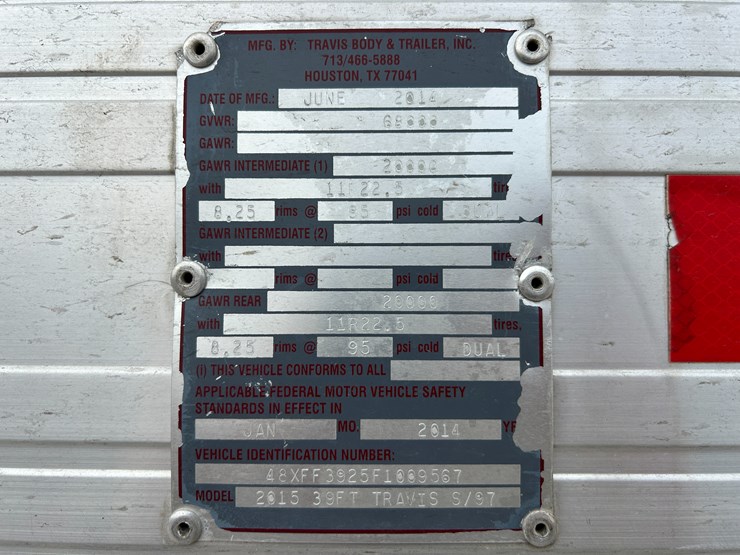 MFG. BY: TRAVIS BODY & TRAILER, INC.
713/466-5888
HOUSTON, TX 77041
DATE OF MFG.: JUNE 2014
GVWR: 68000
GAWR:
GAWR INTERMEDIATE (1) 20000
with 11R22.5 tire
8.25 rims @ 95 psi cold DUAL
GAWR INTERMEDIATE (2)
with tires
rims @ psi cold
GAWR REAR 20000
with 11R22.5 tires,
8.25 rims @ 95 psi cold DUAL
(I) THIS VEHICLE CONFORMS TO ALL
APPLICABLE FEDERAL MOTOR VEHICLE SAFETY
STANDARDS IN EFFECT IN
JAN MO. 2014 YR
VEHICLE IDENTIFICATION NUMBER:
48XFF3925F1009567
MODEL 2015 39FT TRAVIS S/97